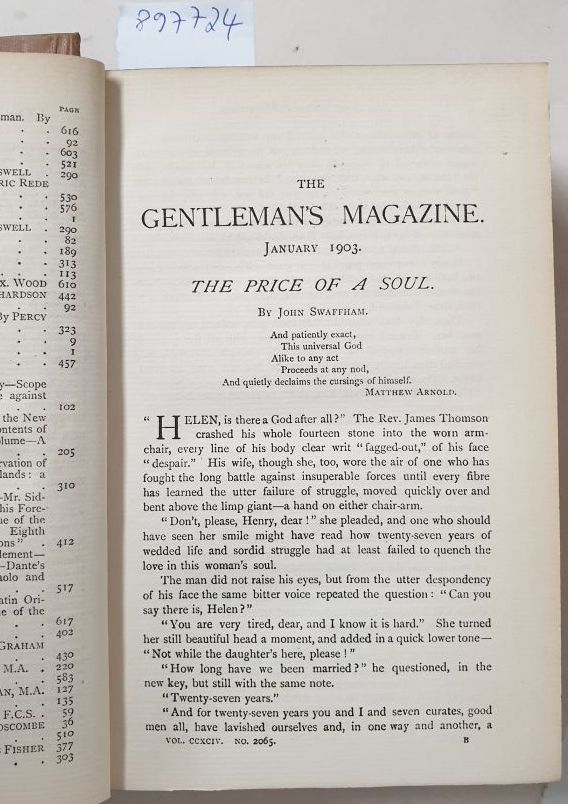 897724
PAGE
man. By
. . 616
. . 92
. . 603
. . 521
SWELL . 290
RIC REDE
. . 530
. . 576
. . 1
SWELL . 290
. . 82
. . 189
. . 313
. . . 113
X. WOOD 610
HARDSON 442
. . 92
By PERCY
. . 323
. . 9
. . 1
. . 457
y—Scope
e against
. . 102
the New
ontents of
olume—A
. . 205
rvation of
lands: a
. . 310
-Mr. Sid-
his Fore-
ue of the
Eighth
ons" . 412
lement—
-Dante's
aolo and
. . 517
atin Ori-
e of the
. . 617
. . 402
GRAHAM
. . 430
M.A. . 220
. . 583
AN, M.A. 127
. . 135
F.C.S. . 59
OSCOMBE 36
. . 510
E FISHER 377
. . 303
THE
GENTLEMAN'S MAGAZINE.
JANUARY 1903.
THE PRICE OF A SOUL.
BY JOHN SWAFFHAM.
And patiently exact,
This universal God
Alike to any act
Proceeds at any nod,
And quietly declaims the cursings of himself.
MATTHEW ARNOLD.
"HELEN, is there a God after all?" The Rev. James Thomson
crashed his whole fourteen stone into the worn arm-
chair, every line of his body clear writ "fagged-out," of his face
"despair." His wife, though she, too, wore the air of one who has
fought the long battle against insuperable forces until every fibre
has learned the utter failure of struggle, moved quickly over and
bent above the limp giant—a hand on either chair-arm.
"Don't, please, Henry, dear!" she pleaded, and one who should
have seen her smile might have read how twenty-seven years of
wedded life and sordid struggle had at least failed to quench the
love in this woman's soul.
The man did not raise his eyes, but from the utter despondency
of his face the same bitter voice repeated the question: "Can you
say there is, Helen?"
"You are very tired, dear, and I know it is hard." She turned
her still beautiful head a moment, and added in a quick lower tone—
"Not while the daughter's here, please!"
"How long have we been married?" he questioned, in the
new key, but still with the same note.
"Twenty-seven years."
"And for twenty-seven years you and I and seven curates, good
men all, have lavished ourselves and, in one way and another, a
VOL. CCXCIV. NO. 2065. B